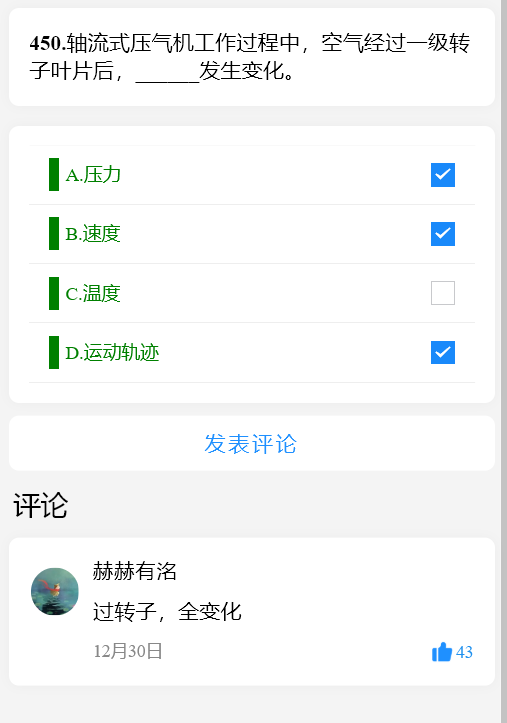 450.轴流式压气机工作过程中，空气经过一级转
子叶片后，______发生变化。
A.压力
B.速度
C.温度
D.运动轨迹
发表评论
评论
赫赫有洺
过转子，全变化
12月30日
43